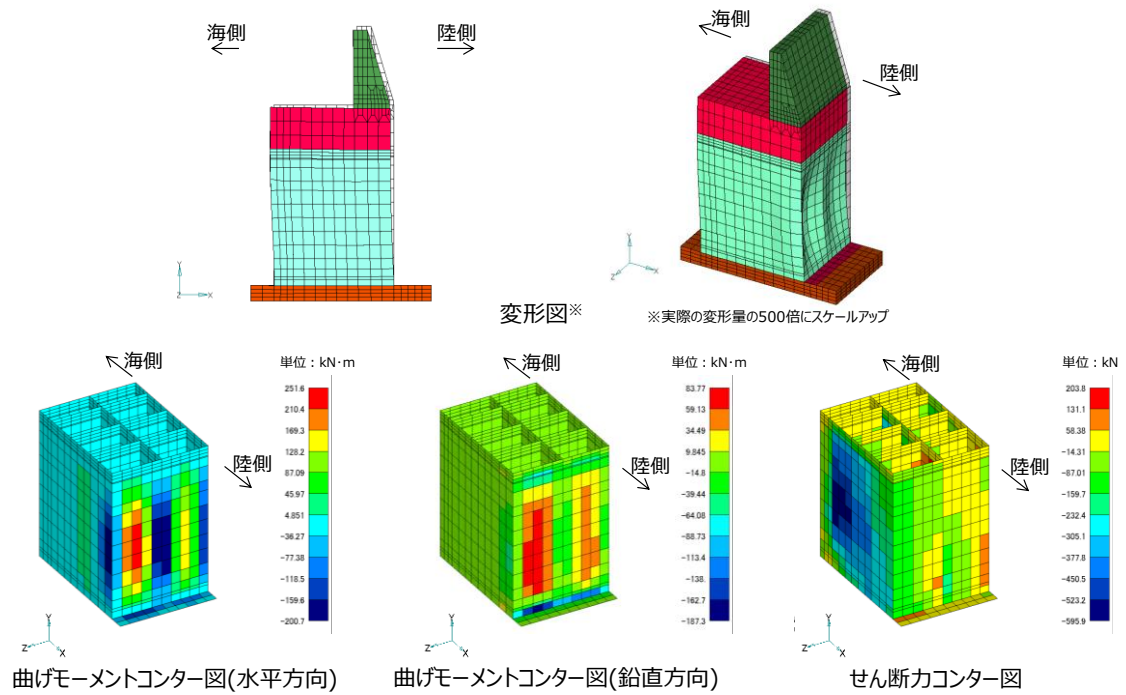 海側
陸側
海側
陸側
Y
Z
X
Y
Z
X
変形図※
※実際の変形量の500倍にスケールアップ
海側
単位：kN·m
251.6
210.4
169.3
128.2
87.09
45.97
4.851
-36.27
-77.38
-118.5
-159.6
-200.7
陸側
Y
Z
X
曲げモーメントコンター図(水平方向)
海側
単位：kN·m
83.77
59.13
34.49
9.845
-14.8
-39.44
-64.08
-88.73
-113.4
-138.
-162.7
-187.3
陸側
Y
Z
X
曲げモーメントコンター図(鉛直方向)
海側
単位：kN
203.8
131.1
58.38
-14.31
-87.01
-159.7
-232.4
-305.1
-377.8
-450.5
-523.2
-595.9
陸側
Y
Z
X
せん断力コンター図